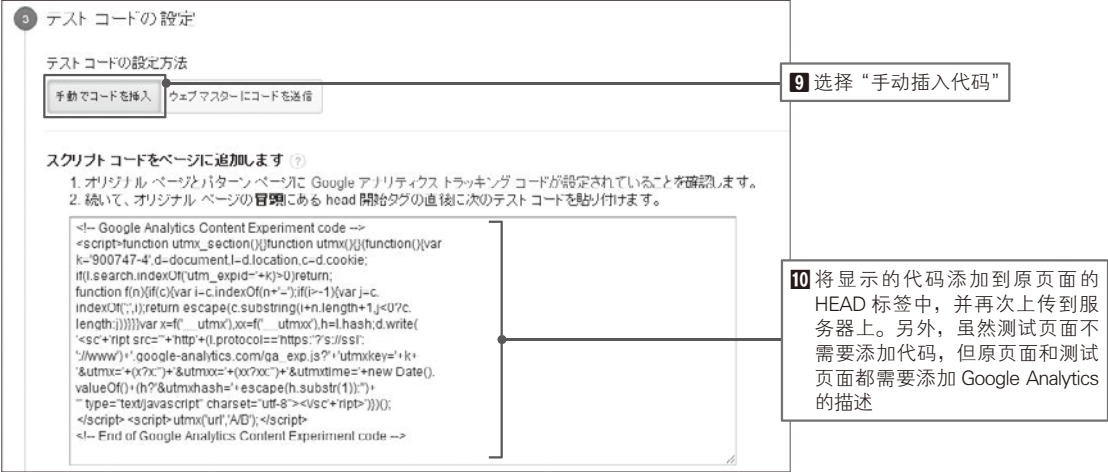 3 テスト コードの設定
テスト コードの設定方法
手動でコードを挿入 ウェブマスターにコードを送信
9 选择“手动插入代码”
スクリプト コードをページに追加します ?
1. オリジナル ページとパターン ページに Google アナリティクス トラッキング コードが設定されていることを確認します。
2. 続いて、オリジナル ページの冒頭にある head 開始タグの直後に次のテスト コードを貼り付けます。
<!-- Google Analytics Content Experiment code -->
<script>function utmx_section(){}function utmx(){}(function(){var
k='900747-4',d=document,l=d.location,c=d.cookie;
if(l.search.indexOf('utm_expid='+k)>0)return;
function f(n){if(c){var i=c.indexOf(n+'=');if(i>-1){var j=c.
indexOf(';',i);return escape(c.substring(i+n.length+1,j<0?c.
length:j))}}}var x=f('__utmx'),xx=f('__utmxx'),h=l.hash;d.write(
'<sc'+'ript src="'+'http'+(l.protocol=='https:'?'s://ssl':
'://www')+'.google-analytics.com/ga_exp.js?'+'utmxkey='+k+
'&utmx='+(x?x:'')+'&utmxx='+(xx?xx:'')+'&utmxtime='+new Date().
valueOf()+(h?'&utmxhash='+escape(h.substr(1)):'')+
'" type="text/javascript" charset="utf-8"><\/sc'+'ript>')})();
</script><script>utmx('url','A/B');</script>
<!-- End of Google Analytics Content Experiment code -->
10 将显示的代码添加到原页面的
HEAD 标签中，并再次上传到服
务器上。另外，虽然测试页面不
需要添加代码，但原页面和测试
页面都需要添加 Google Analytics
的描述